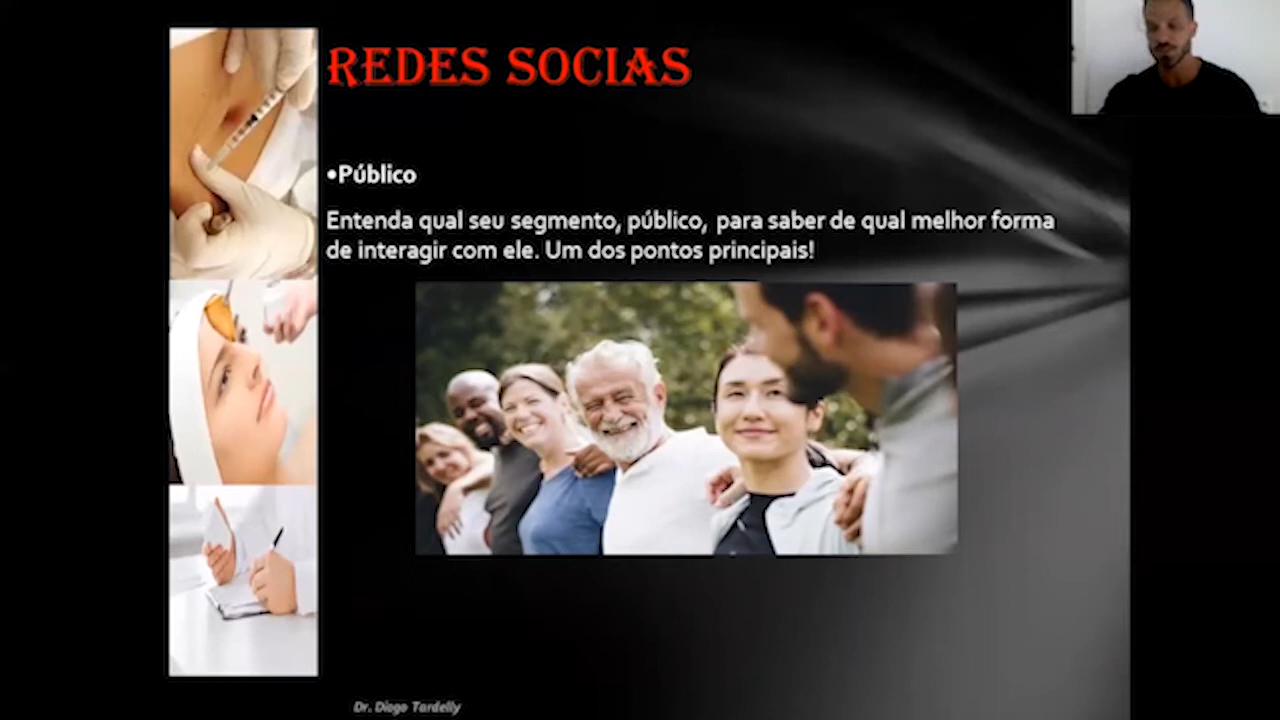 REDES SOCIAS
•Público
Entenda qual seu segmento, público, para saber de qual melhor forma
de interagir com ele. Um dos pontos principais!
Dr. Diogo Tardelly